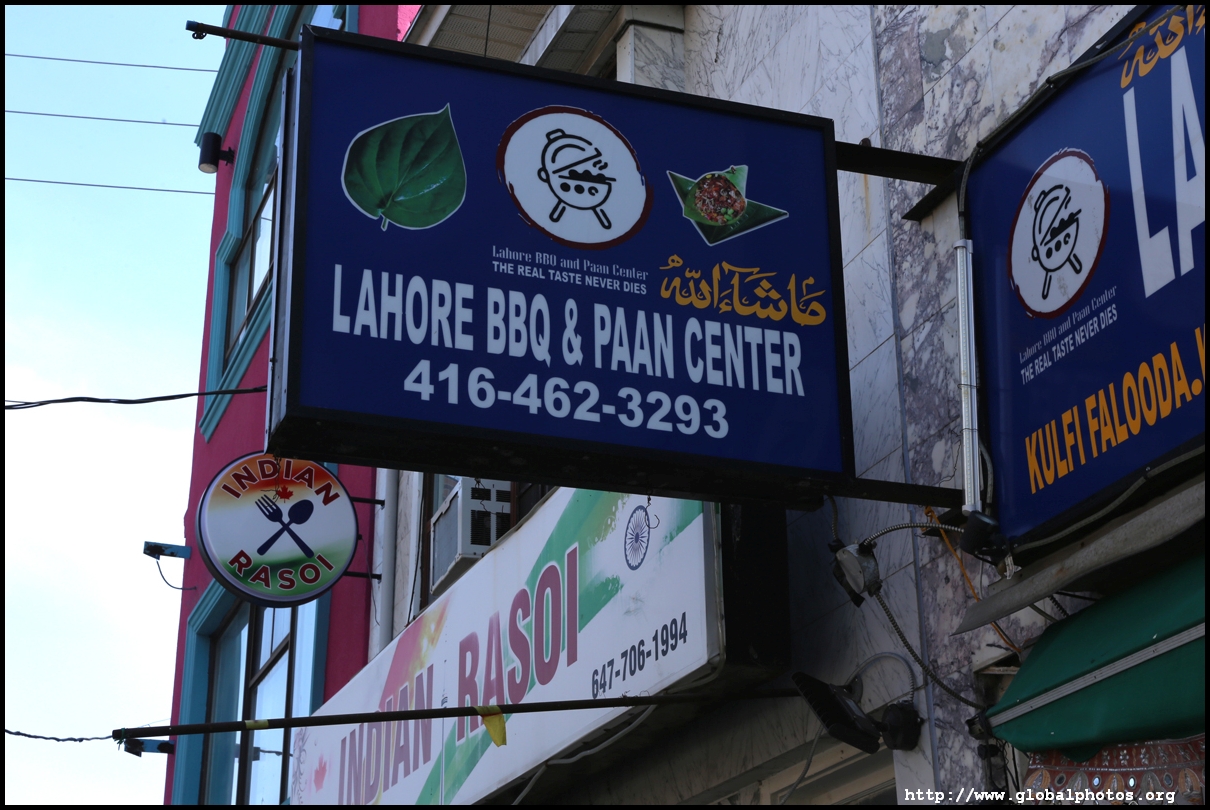 Lahore BBQ and Paan Center
THE REAL TASTE NEVER DIES
ماشاءالله
LAHORE BBQ & PAAN CENTER
416-462-3293
LA
Lahore BBQ and Paan Center
THE REAL TASTE NEVER DIES
KULFI FALOODA.
INDIAN
RASOI
INDIAN RASOI
647-706-1994
http://www.globalphotos.org